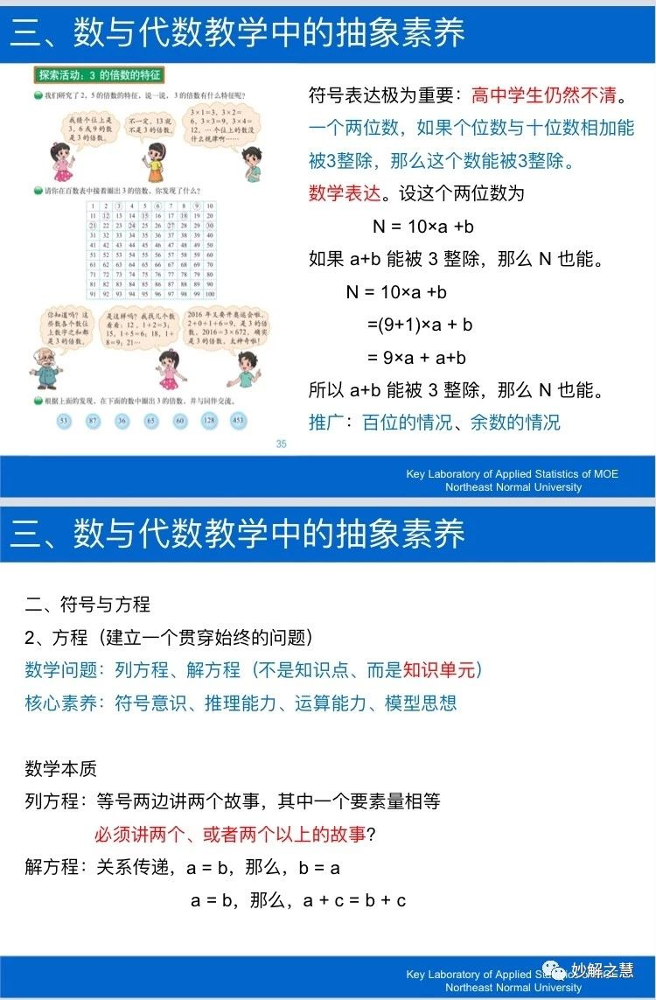 三、数与代数教学中的抽象素养
探索活动：3 的倍数的特征
我们研究了 2，5 的倍数的特征，说一说，3 的倍数有什么特征呢？
我猜个位上是
3，6 或 9 的数
是 3 的倍数。
不一定，13 就
不是 3 的倍数。
3×1=3，3×2=
6，3×3=9，3×4=
12，… 个位上的数没
什么规律啊……
请你在百数表中接着圈出 3 的倍数，你发现了什么？
1 2 3 4 5 6 7 8 9 10
11 12 13 14 15 16 17 18 19 20
21 22 23 24 25 26 27 28 29 30
31 32 33 34 35 36 37 38 39 40
41 42 43 44 45 46 47 48 49 50
51 52 53 54 55 56 57 58 59 60
61 62 63 64 65 66 67 68 69 70
71 72 73 74 75 76 77 78 79 80
81 82 83 84 85 86 87 88 89 90
91 92 93 94 95 96 97 98 99 100
你知道吗？这
些数各个数位
上数字之和都
是 3 的倍数。
是这样吗？我找几个数
看看：12，1+2=3；
15，1+5=6；18，1+
8=9；21…
2016 年又要开奥运会啦，
2+0+1+6=9，是 3 的倍
数，2016=3×672，确实
是 3 的倍数，太神奇啦！
根据上面的发现，在下面的数中圈出 3 的倍数，并与同伴交流。
53 87 36 65 60 128 453
35
符号表达极为重要：高中学生仍然不清。
一个两位数，如果个位数与十位数相加能
被3整除，那么这个数能被3整除。
数学表达。设这个两位数为
N = 10×a +b
如果 a+b 能被 3 整除，那么 N 也能。
N = 10×a +b
=(9+1)×a + b
= 9×a + a+b
所以 a+b 能被 3 整除，那么 N 也能。
推广：百位的情况、余数的情况
Key Laboratory of Applied Statistics of MOE
Northeast Normal University
三、数与代数教学中的抽象素养
二、符号与方程
2、方程（建立一个贯穿始终的问题）
数学问题：列方程、解方程（不是知识点、而是知识单元）
核心素养：符号意识、推理能力、运算能力、模型思想
数学本质
列方程：等号两边讲两个故事，其中一个要素量相等
必须讲两个、或者两个以上的故事?
解方程：关系传递，a = b，那么，b = a
a = b，那么，a + c = b + c
Key Laboratory of Applied
妙解之慧
Northeast Normal University